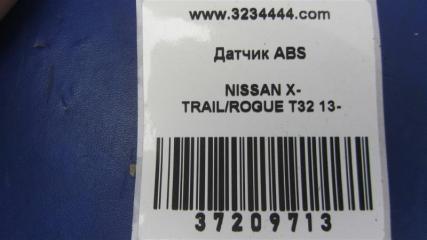 www.3234444.com
Датчик ABS
NISSAN X-
TRAIL/ROGUE T32 13-
37209713